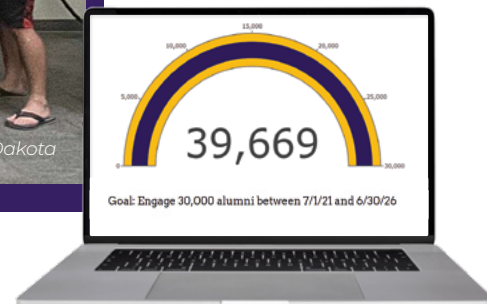 15,000
10,000 20,000
5,000 25,000
39,669
0 30,000
Dakota
Goal: Engage 30,000 alumni between 7/1/21 and 6/30/26